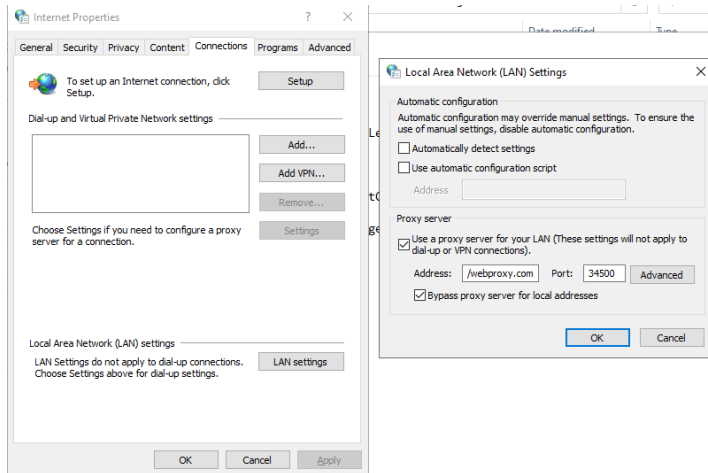 Internet Properties
General Security Privacy Content Connections Programs Advanced
To set up an Internet connection, click
Setup.
Setup
Dial-up and Virtual Private Network settings
Add...
Add VPN...
Remove...
Choose Settings if you need to configure a proxy
server for a connection.
Settings
Local Area Network (LAN) settings
LAN Settings do not apply to dial-up connections.
Choose Settings above for dial-up settings.
LAN settings
OK Cancel Apply
Date modified Type
Local Area Network (LAN) Settings
Automatic configuration
Automatic configuration may override manual settings. To ensure the
use of manual settings, disable automatic configuration.
Automatically detect settings
Use automatic configuration script
Address
Proxy server
Use a proxy server for your LAN (These settings will not apply to
dial-up or VPN connections).
Address: /webproxy.com Port: 34500 Advanced
Bypass proxy server for local addresses
OK Cancel